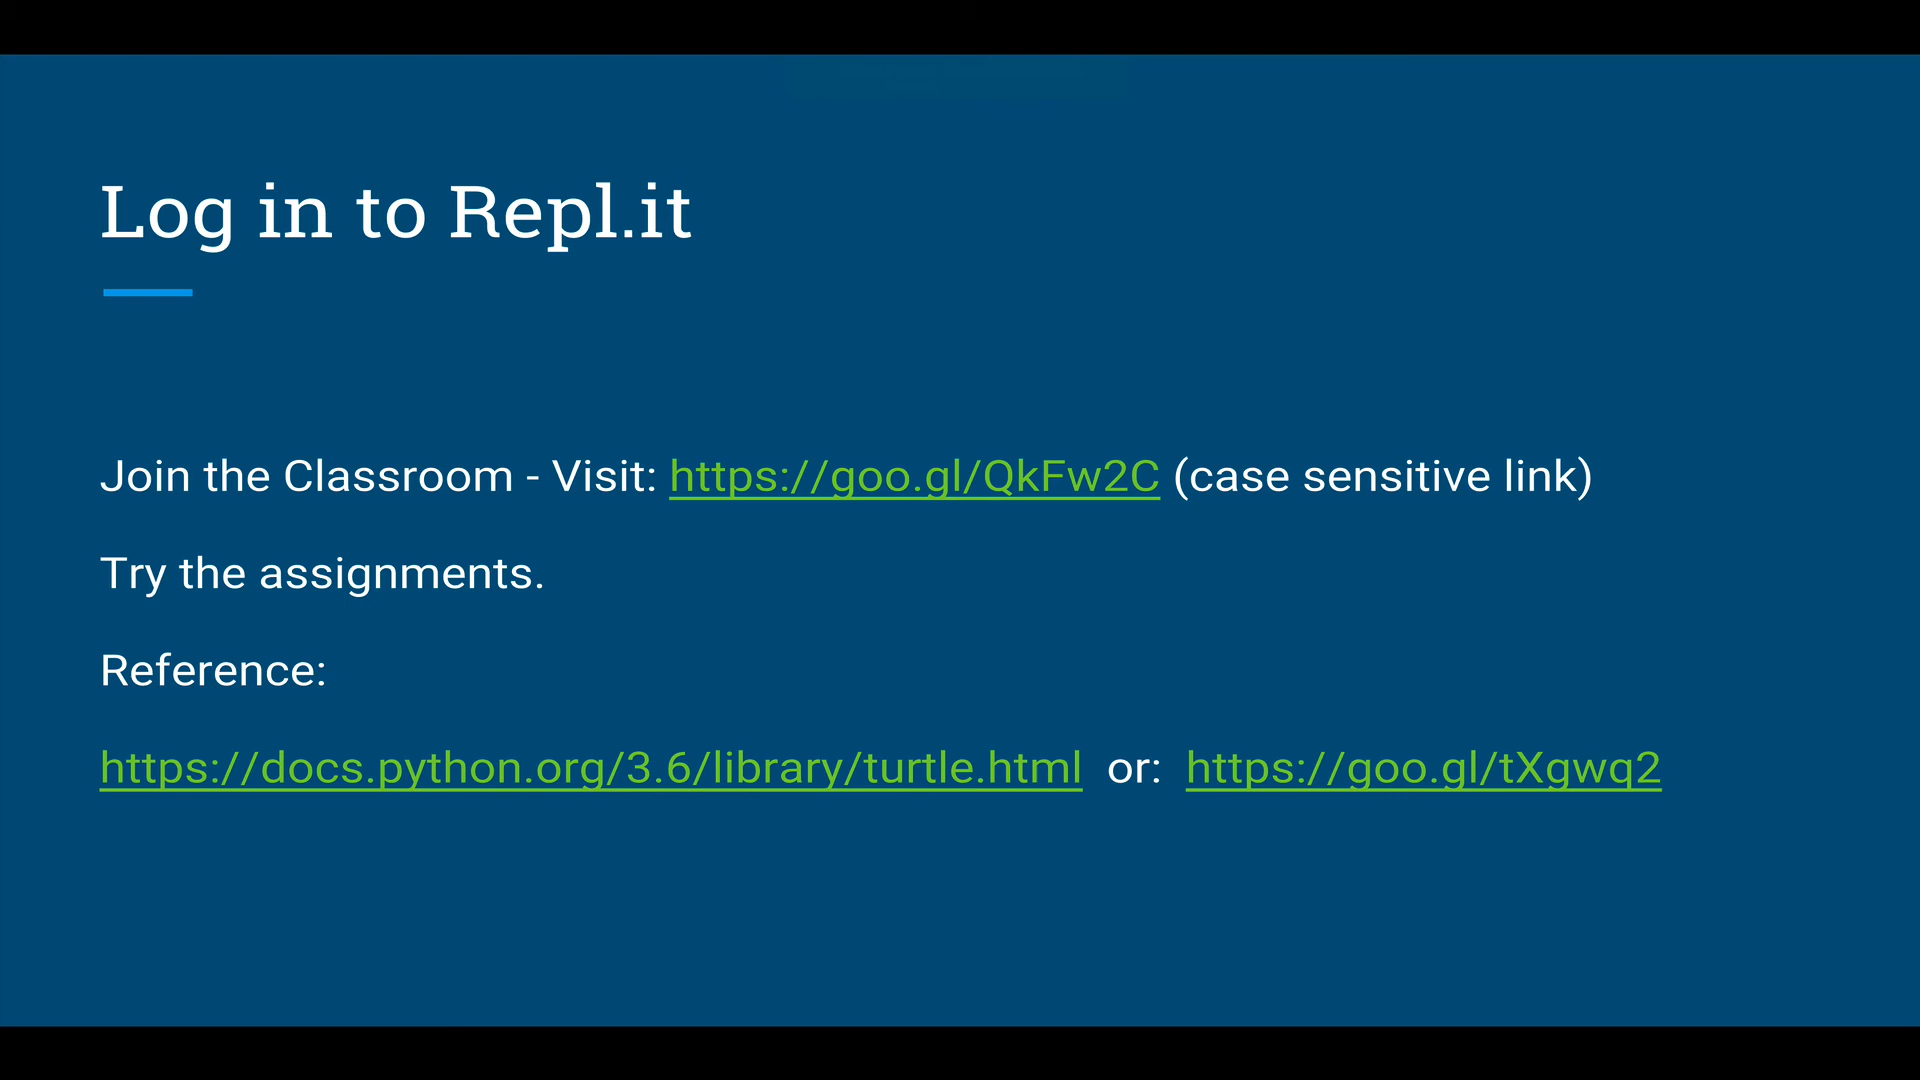 Log in to Repl.it
Join the Classroom - Visit: https://goo.gl/QkFw2C (case sensitive link)
Try the assignments.
Reference:
https://docs.python.org/3.6/library/turtle.html or: https://goo.gl/tXgwq2